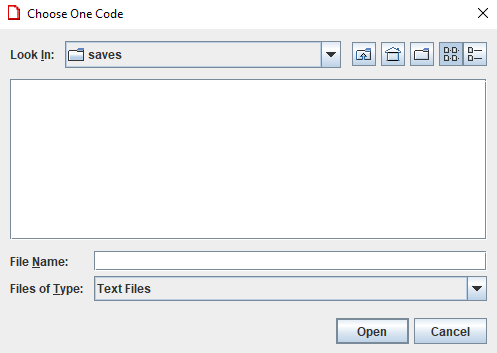 Choose One Code
Look In: saves
File Name:
Files of Type: Text Files
Open Cancel